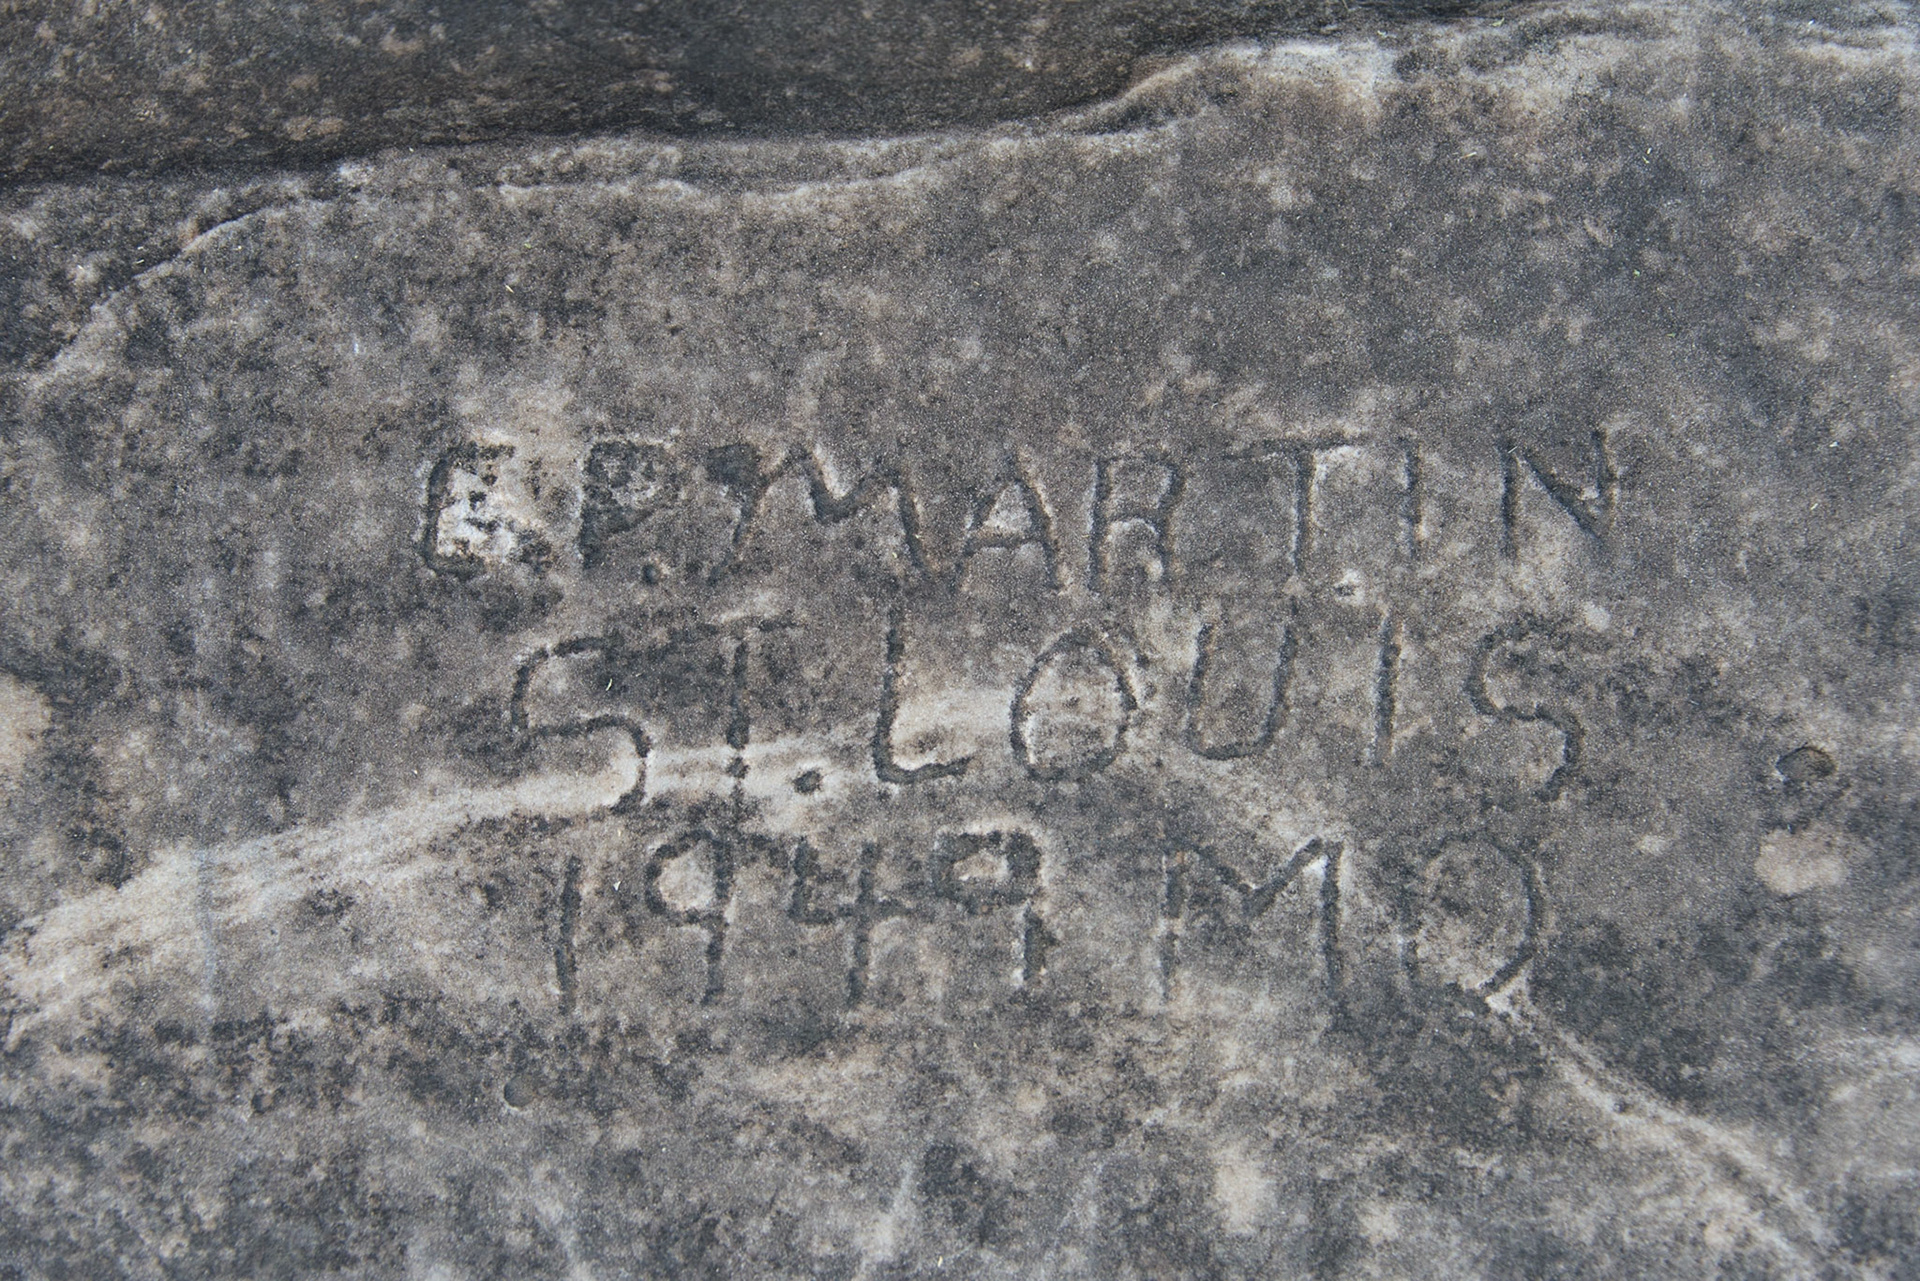 E.P. MARTIN
ST. LOUIS
1949 MO